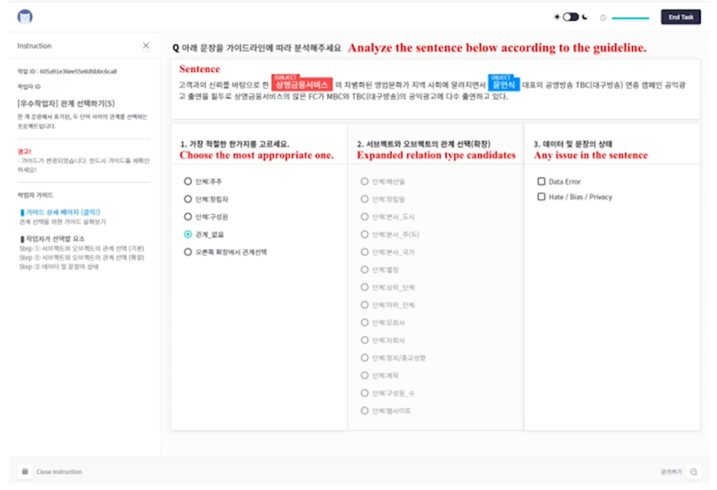 End Task
Instruction
작업 ID : 605a91e36ee55e8d6bbc6ca8
작업자 ID
[우수작업자] 관계 선택하기(5)
한 개 문장에서 표기된, 두 단어 사이의 관계를 선택하는
프로젝트입니다.
경고!
- 가이드가 변경되었습니다. 반드시 가이드를 재확인
하세요!
작업자 가이드
가이드 상세 페이지 (클릭!)
관계 선택을 위한 가이드 살펴보기
작업자가 선택할 요소
Step ① 서브젝트와 오브젝트의 관계 선택 (기본)
Step ② 서브젝트와 오브젝트의 관계 선택 (확장)
Step ③ 데이터 및 문장의 상태
Q 아래 문장을 가이드라인에 따라 분석해주세요 Analyze the sentence below according to the guideline.
Sentence
SUBJECT OBJECT
고객과의 신뢰를 바탕으로 한 상명금융서비스 의 차별화된 영업문화가 지역 사회에 알려지면서 윤인식 대표의 공영방송 TBC(대구방송) 연중 캠페인 공익광
고 출연을 필두로 상명금융서비스의 많은 FC가 MBC와 TBC(대구방송)의 공익광고에 다수 출연하고 있다.
1. 가장 적절한 한가지를 고르세요.
Choose the most appropriate one.
단체:주주
단체:창립자
단체:구성원
관계_없음
오른쪽 확장에서 관계선택
2. 서브젝트와 오브젝트의 관계 선택(확장)
Expanded relation type candidates
단체:해산일
단체:창립일
단체:본사_도시
단체:본사_주(도)
단체:본사_국가
단체:별칭
단체:상위_단체
단체:하위_단체
단체:모회사
단체:자회사
단체:정치/종교성향
단체:제작
단체:구성원_수
단체:웹사이트
3. 데이터 및 문장의 상태
Any issue in the sentence
Data Error
Hate / Bias / Privacy
Close Instruction
문의하기